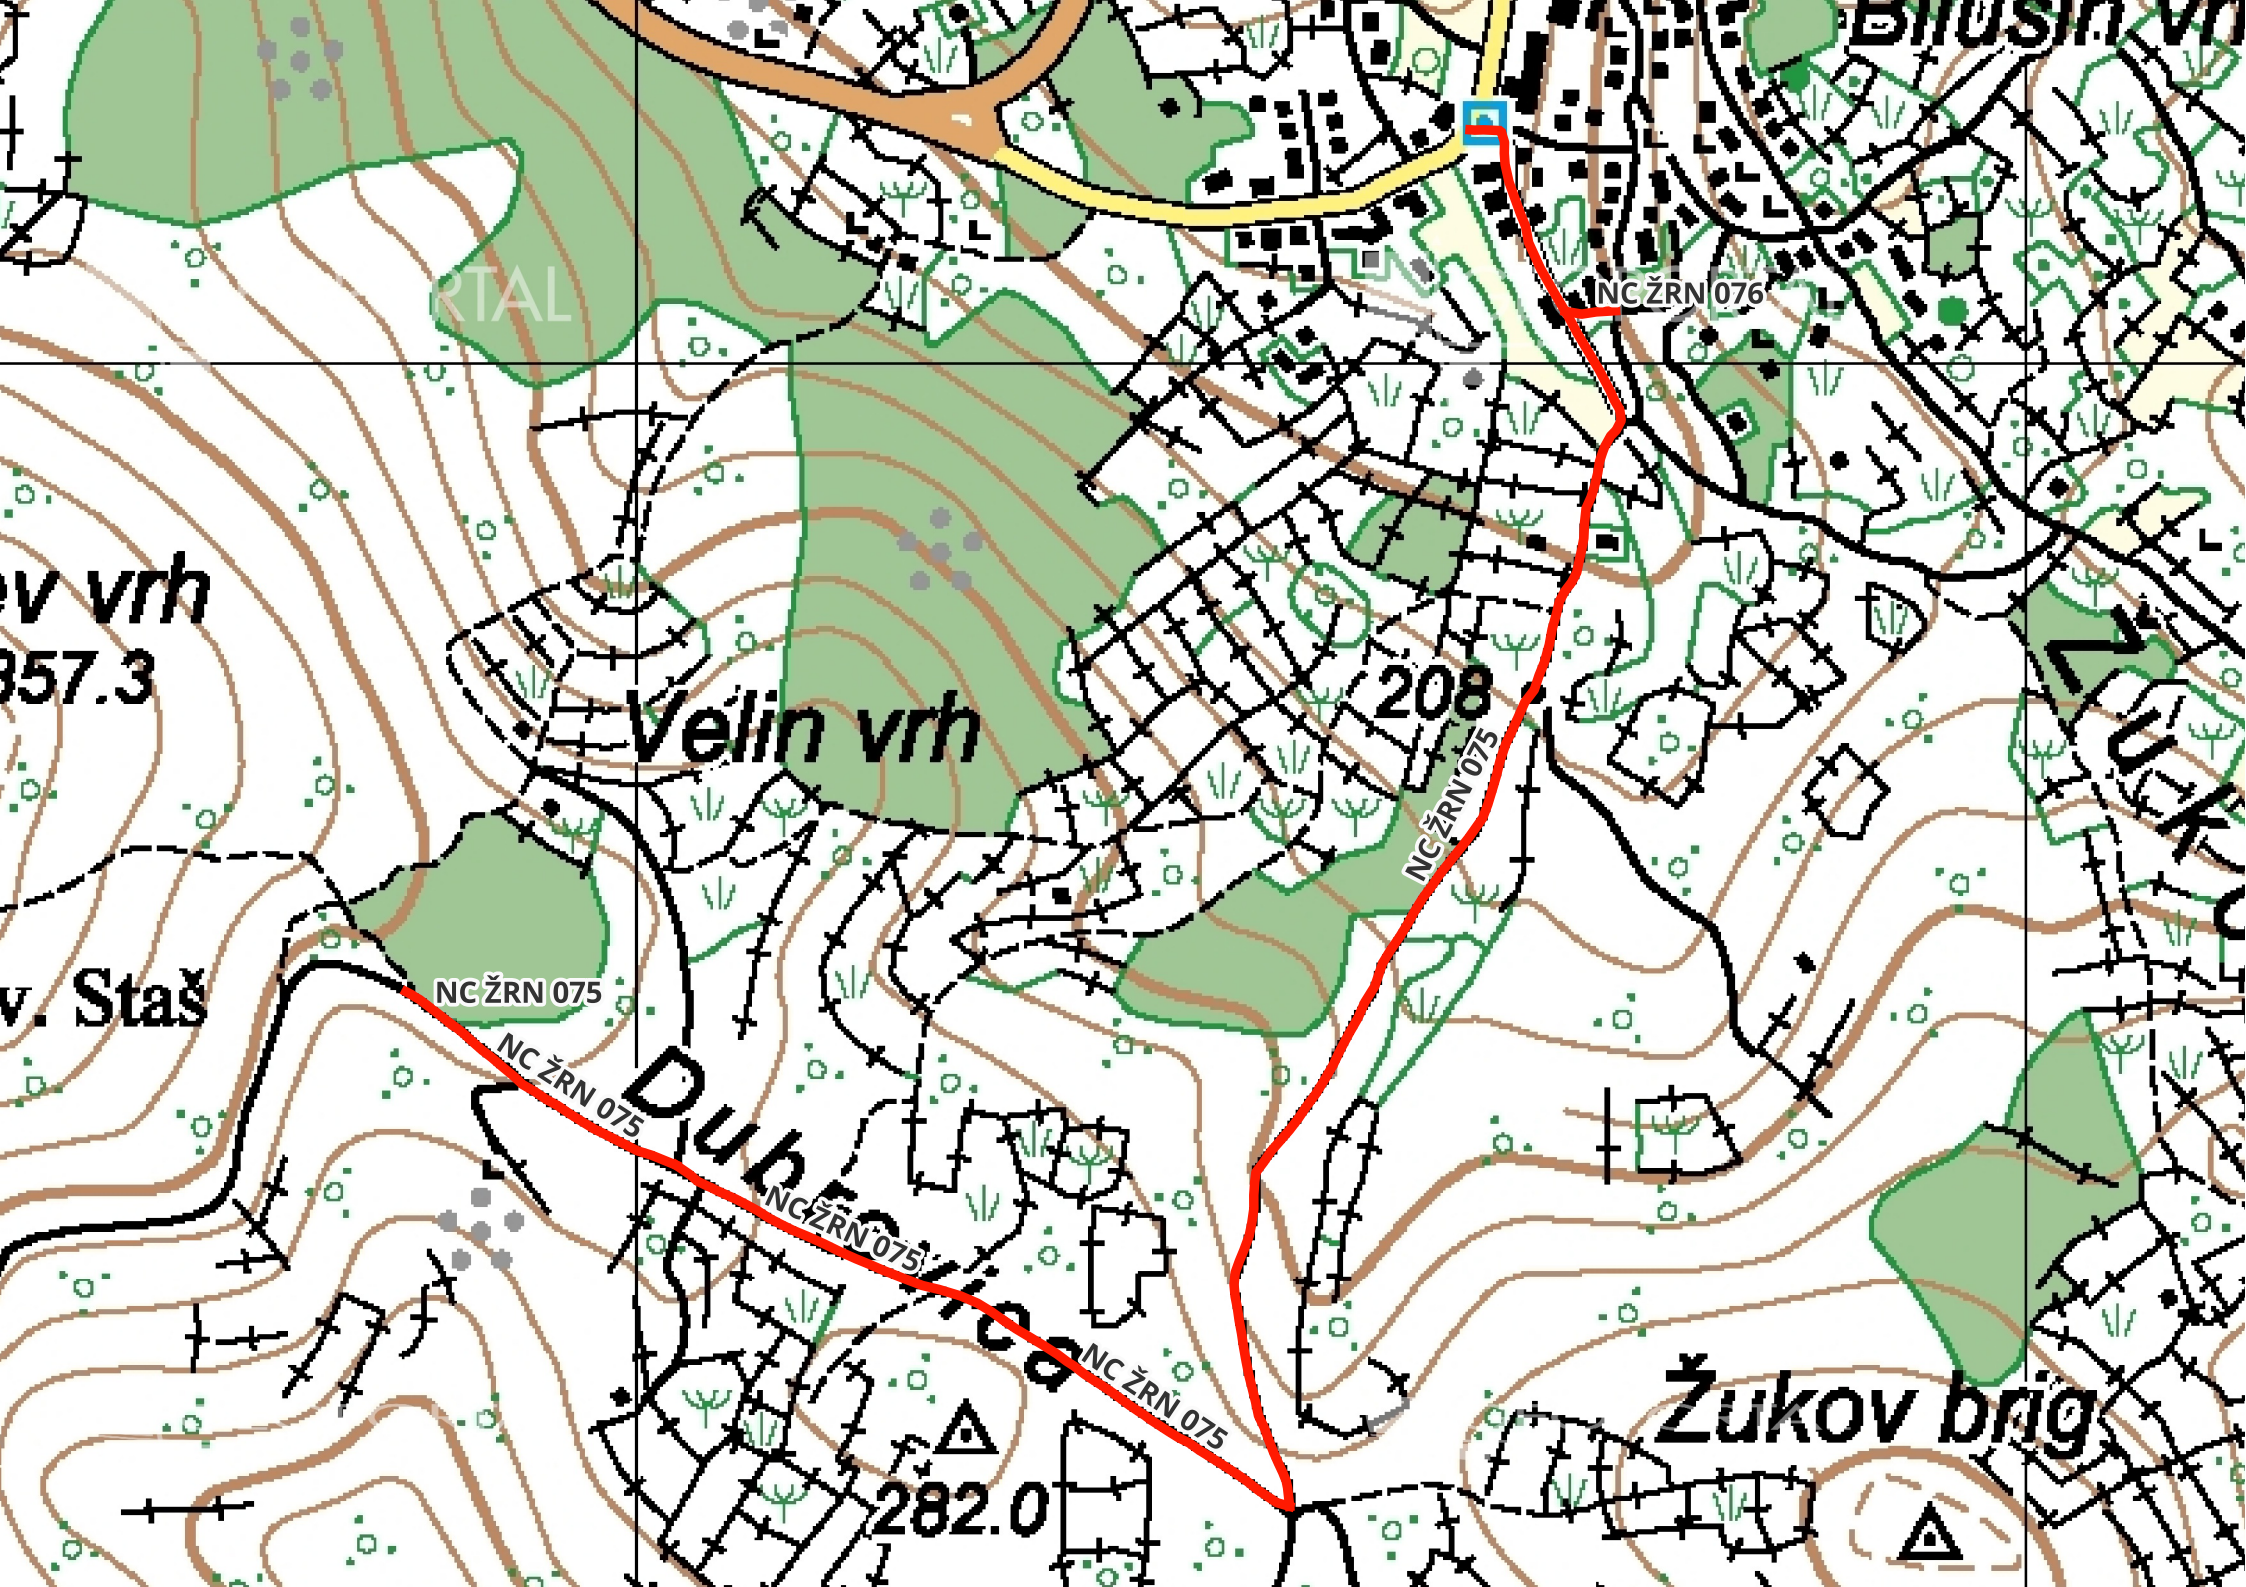 Bilušin vrh
RTAL
NC ŽRN 076
ev vrh
357.3
Velin vrh
208
NC ŽRN 075
Žuk
v. Staš
NC ŽRN 075
NC ŽRN 075
Dubravica
NC ŽRN 075
NC ŽRN 075
Žukov brig
282.0